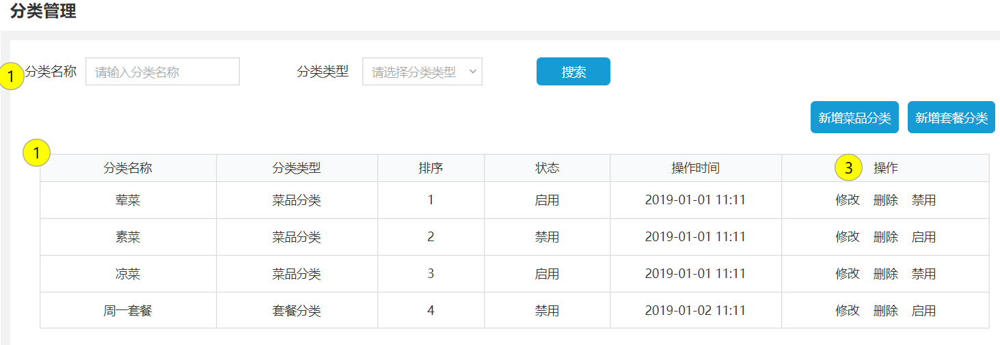 分类管理
1 分类名称 请输入分类名称 分类类型 请选择分类类型 搜索
新增菜品分类 新增套餐分类
1
分类名称 分类类型 排序 状态 操作时间 3 操作
荤菜 菜品分类 1 启用 2019-01-01 11:11 修改 删除 禁用
素菜 菜品分类 2 禁用 2019-01-01 11:11 修改 删除 启用
凉菜 菜品分类 3 启用 2019-01-01 11:11 修改 删除 禁用
周一套餐 套餐分类 4 禁用 2019-01-02 11:11 修改 删除 启用